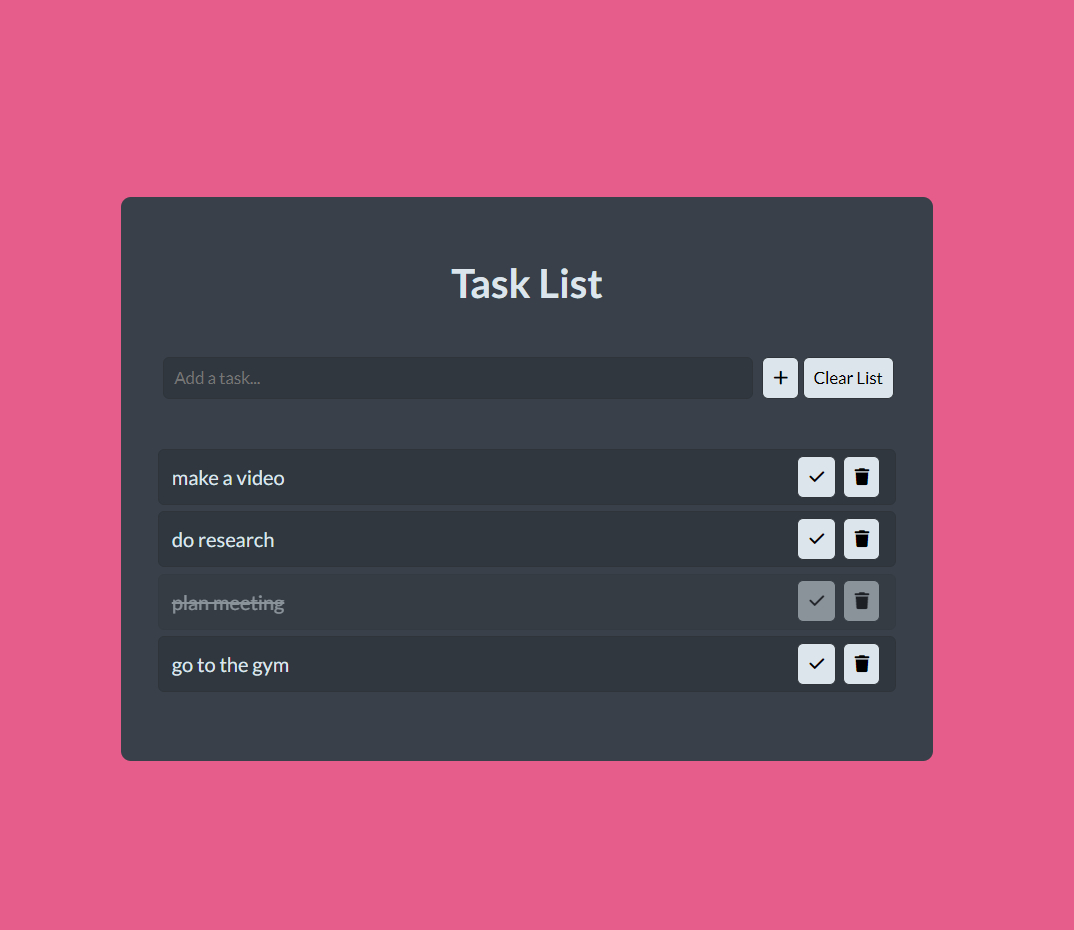 Task List
Add a task...
Clear List
make a video
do research
plan meeting
go to the gym